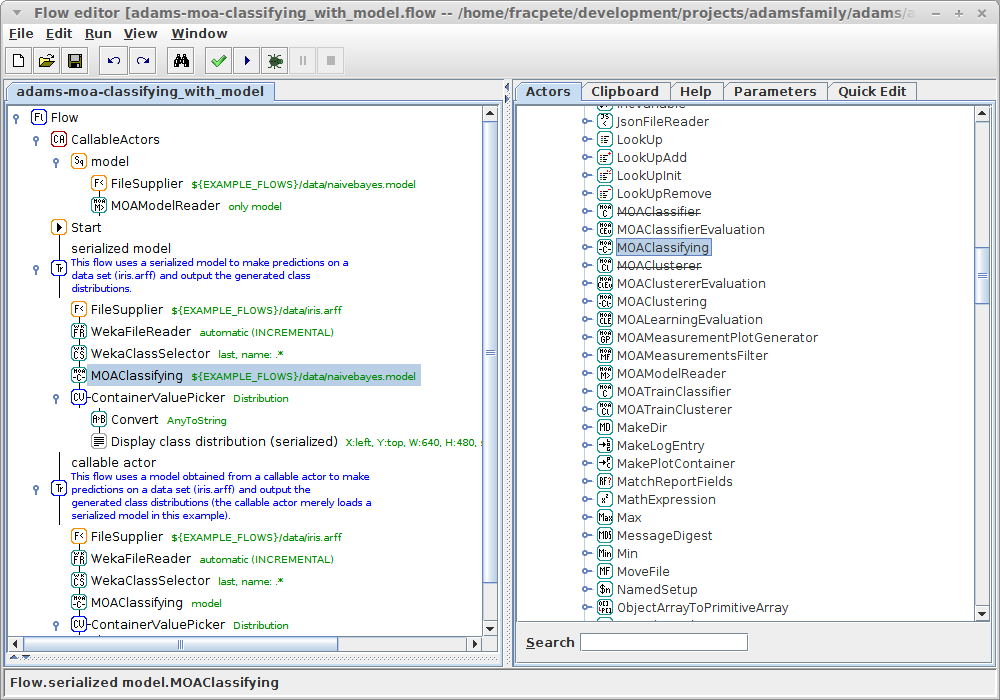 Flow editor [adams-moa-classifying_with_model.flow -- /home/fracpete/development/projects/adamsfamily/adams/
File Edit Run View Window
adams-moa-classifying_with_model
Flow
CallableActors
model
FileSupplier ${EXAMPLE_FLOWS}/data/naivebayes.model
MOAModelReader only model
Start
serialized model
This flow uses a serialized model to make predictions on a
data set (iris.arff) and output the generated class
distributions.
FileSupplier ${EXAMPLE_FLOWS}/data/iris.arff
WekaFileReader automatic (INCREMENTAL)
WekaClassSelector last, name: .*
MOAClassifying ${EXAMPLE_FLOWS}/data/naivebayes.model
ContainerValuePicker Distribution
Convert AnyToString
Display class distribution (serialized) X:left, Y:top, W:640, H:480,
callable actor
This flow uses a model obtained from a callable actor to make
predictions on a data set (iris.arff) and output the
generated class distributions (the callable actor merely loads a
serialized model in this example).
FileSupplier ${EXAMPLE_FLOWS}/data/iris.arff
WekaFileReader automatic (INCREMENTAL)
WekaClassSelector last, name: .*
MOAClassifying model
ContainerValuePicker Distribution
Actors Clipboard Help Parameters Quick Edit
JsonFileReader
LookUp
LookUpAdd
LookUpInit
LookUpRemove
MOAClassifier
MOAClassifierEvaluation
MOAClassifying
MOAClusterer
MOAClustererEvaluation
MOAClustering
MOALearningEvaluation
MOAMeasurementPlotGenerator
MOAMeasurementsFilter
MOAModelReader
MOATrainClassifier
MOATrainClusterer
MakeDir
MakeLogEntry
MakePlotContainer
MatchReportFields
MathExpression
Max
MessageDigest
Min
MoveFile
NamedSetup
ObjectArrayToPrimitiveArray
Search
Flow.serialized model.MOAClassifying